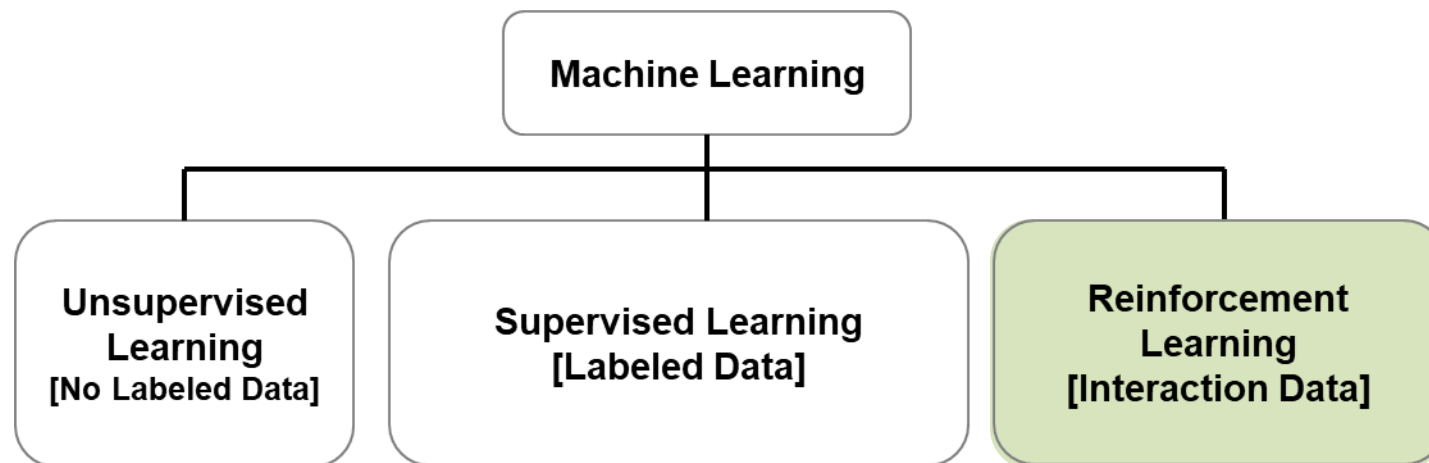 Machine Learning
Unsupervised
Learning
[No Labeled Data]
Supervised Learning
[Labeled Data]
Reinforcement
Learning
[Interaction Data]